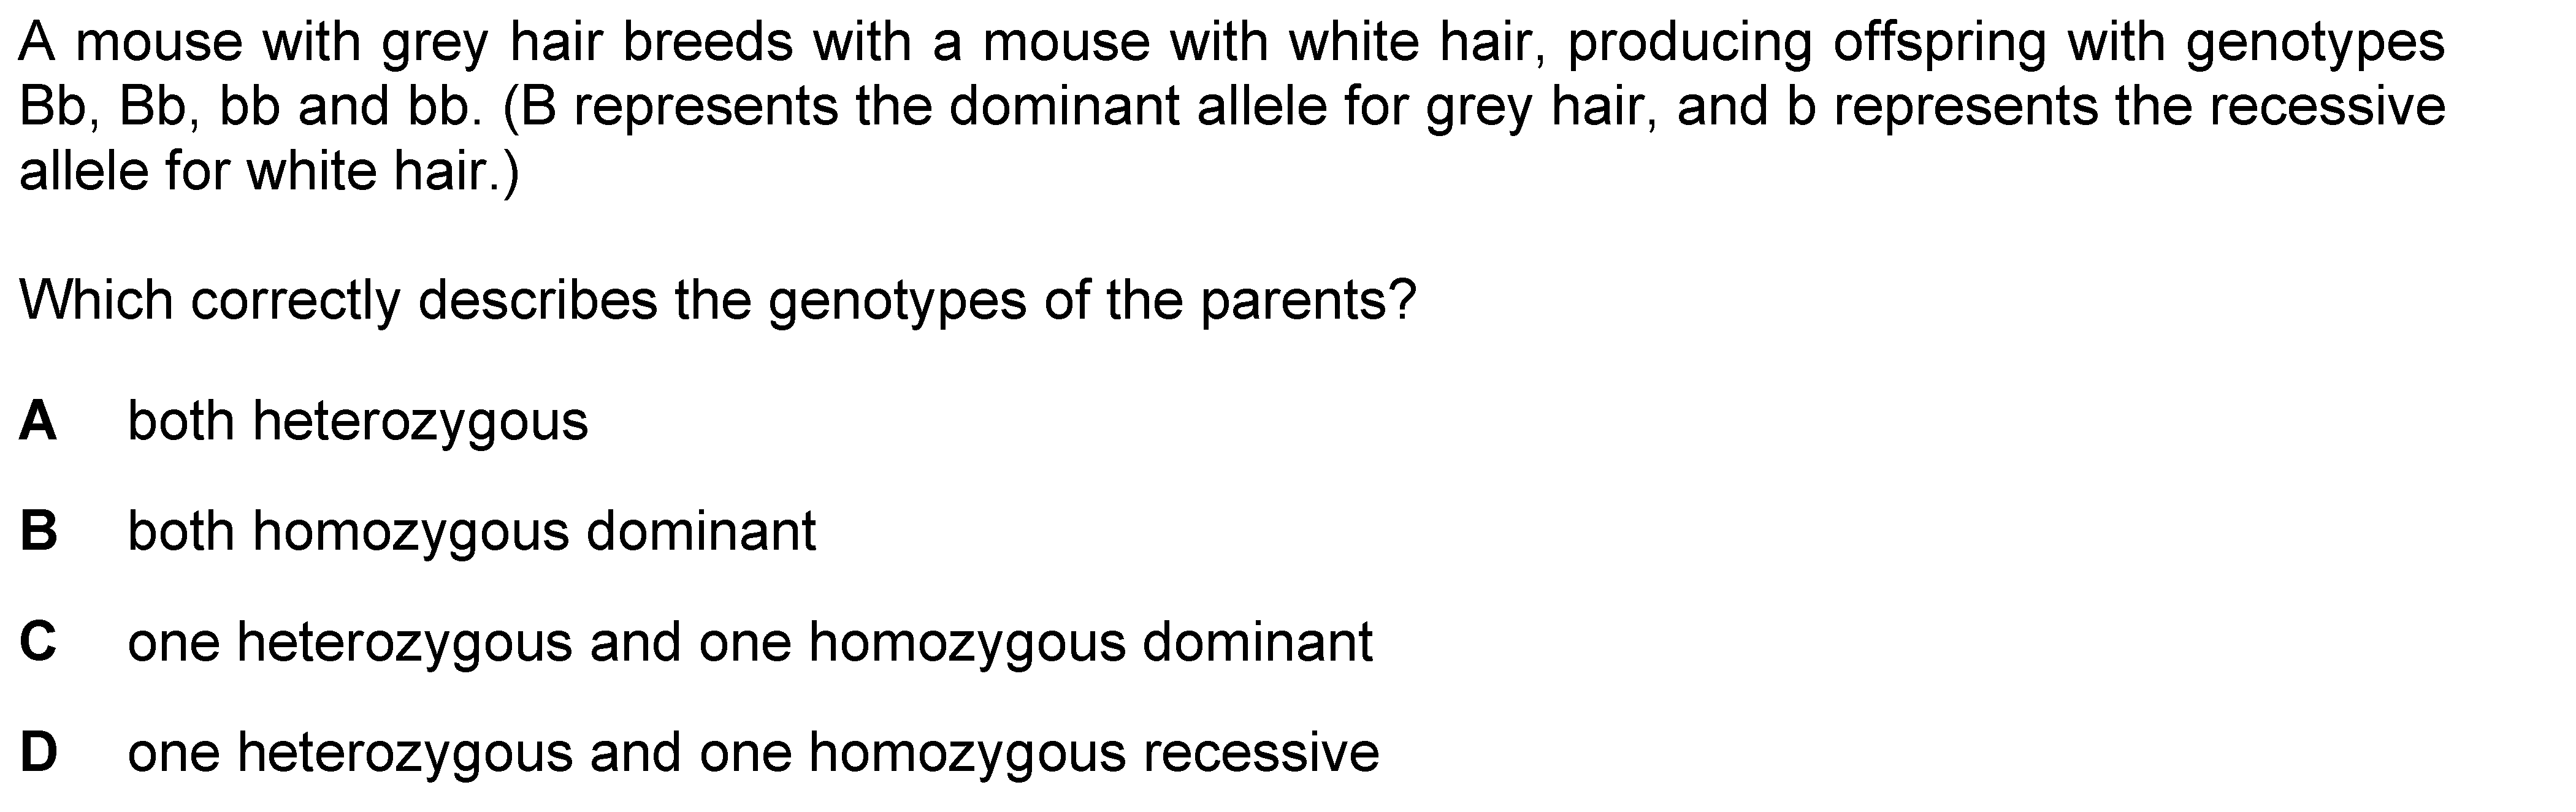 A mouse with grey hair breeds with a mouse with white hair, producing offspring with genotypes
Bb, Bb, bb and bb. (B represents the dominant allele for grey hair, and b represents the recessive
allele for white hair.)
Which correctly describes the genotypes of the parents?
A both heterozygous
B both homozygous dominant
C one heterozygous and one homozygous dominant
D one heterozygous and one homozygous recessive